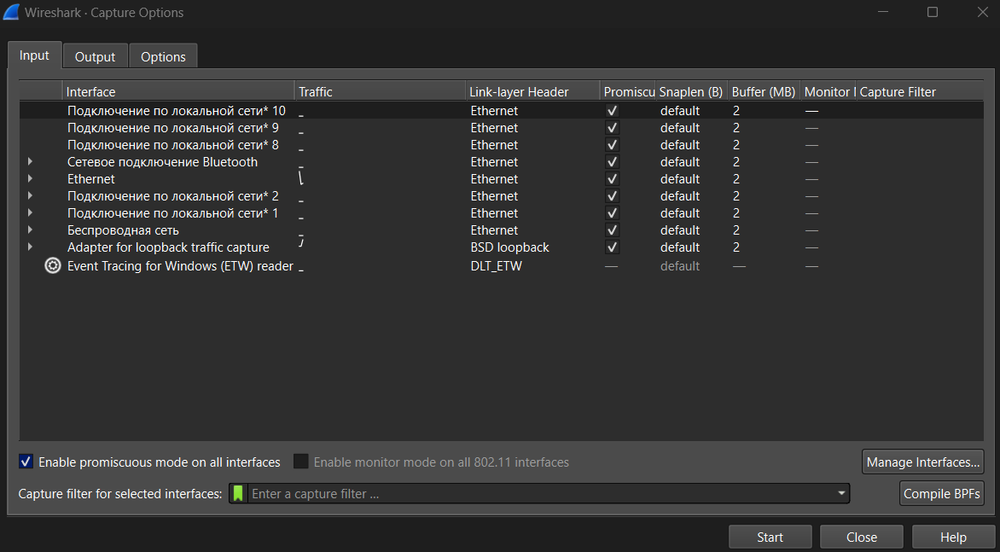 Wireshark · Capture Options
Input Output Options
Interface Traffic Link-layer Header Promiscu Snaplen (B) Buffer (MB) Monitor Capture Filter
Подключение по локальной сети* 10 Ethernet default 2 —
Подключение по локальной сети* 9 Ethernet default 2 —
Подключение по локальной сети* 8 Ethernet default 2 —
Сетевое подключение Bluetooth Ethernet default 2 —
Ethernet Ethernet default 2 —
Подключение по локальной сети* 2 Ethernet default 2 —
Подключение по локальной сети* 1 Ethernet default 2 —
Беспроводная сеть Ethernet default 2 —
Adapter for loopback traffic capture BSD loopback default 2 —
Event Tracing for Windows (ETW) reader DLT_ETW — default — —
Enable promiscuous mode on all interfaces Enable monitor mode on all 802.11 interfaces Manage Interfaces...
Capture filter for selected interfaces: Enter a capture filter ... Compile BPFs
Start Close Help